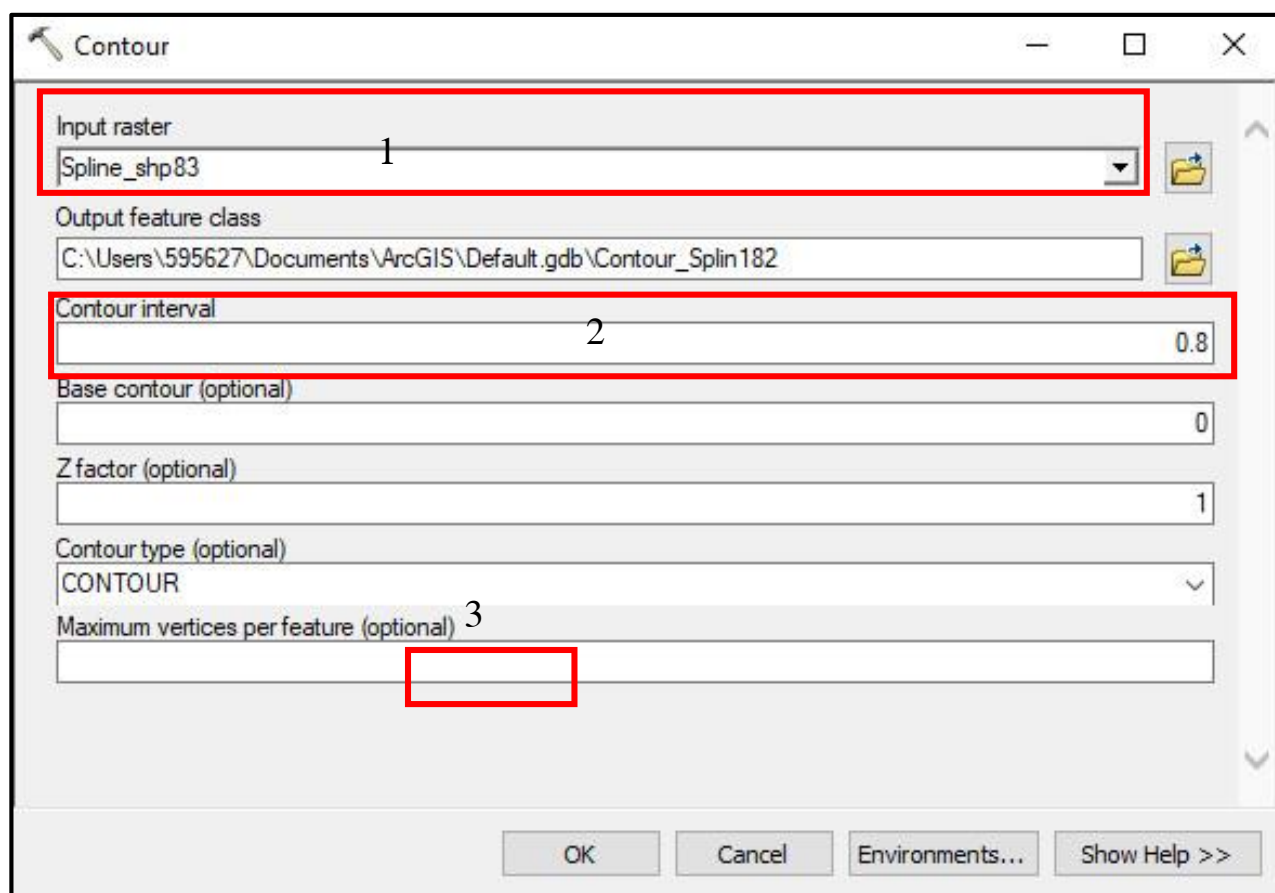 Contour
Input raster
1
Spline_shp83
Output feature class
C:\Users\595627\Documents\ArcGIS\Default.gdb\Contour_Splin182
Contour interval
2
0.8
Base contour (optional)
0
Z factor (optional)
1
Contour type (optional)
CONTOUR
3
Maximum vertices per feature (optional)
OK Cancel Environments... Show Help >>